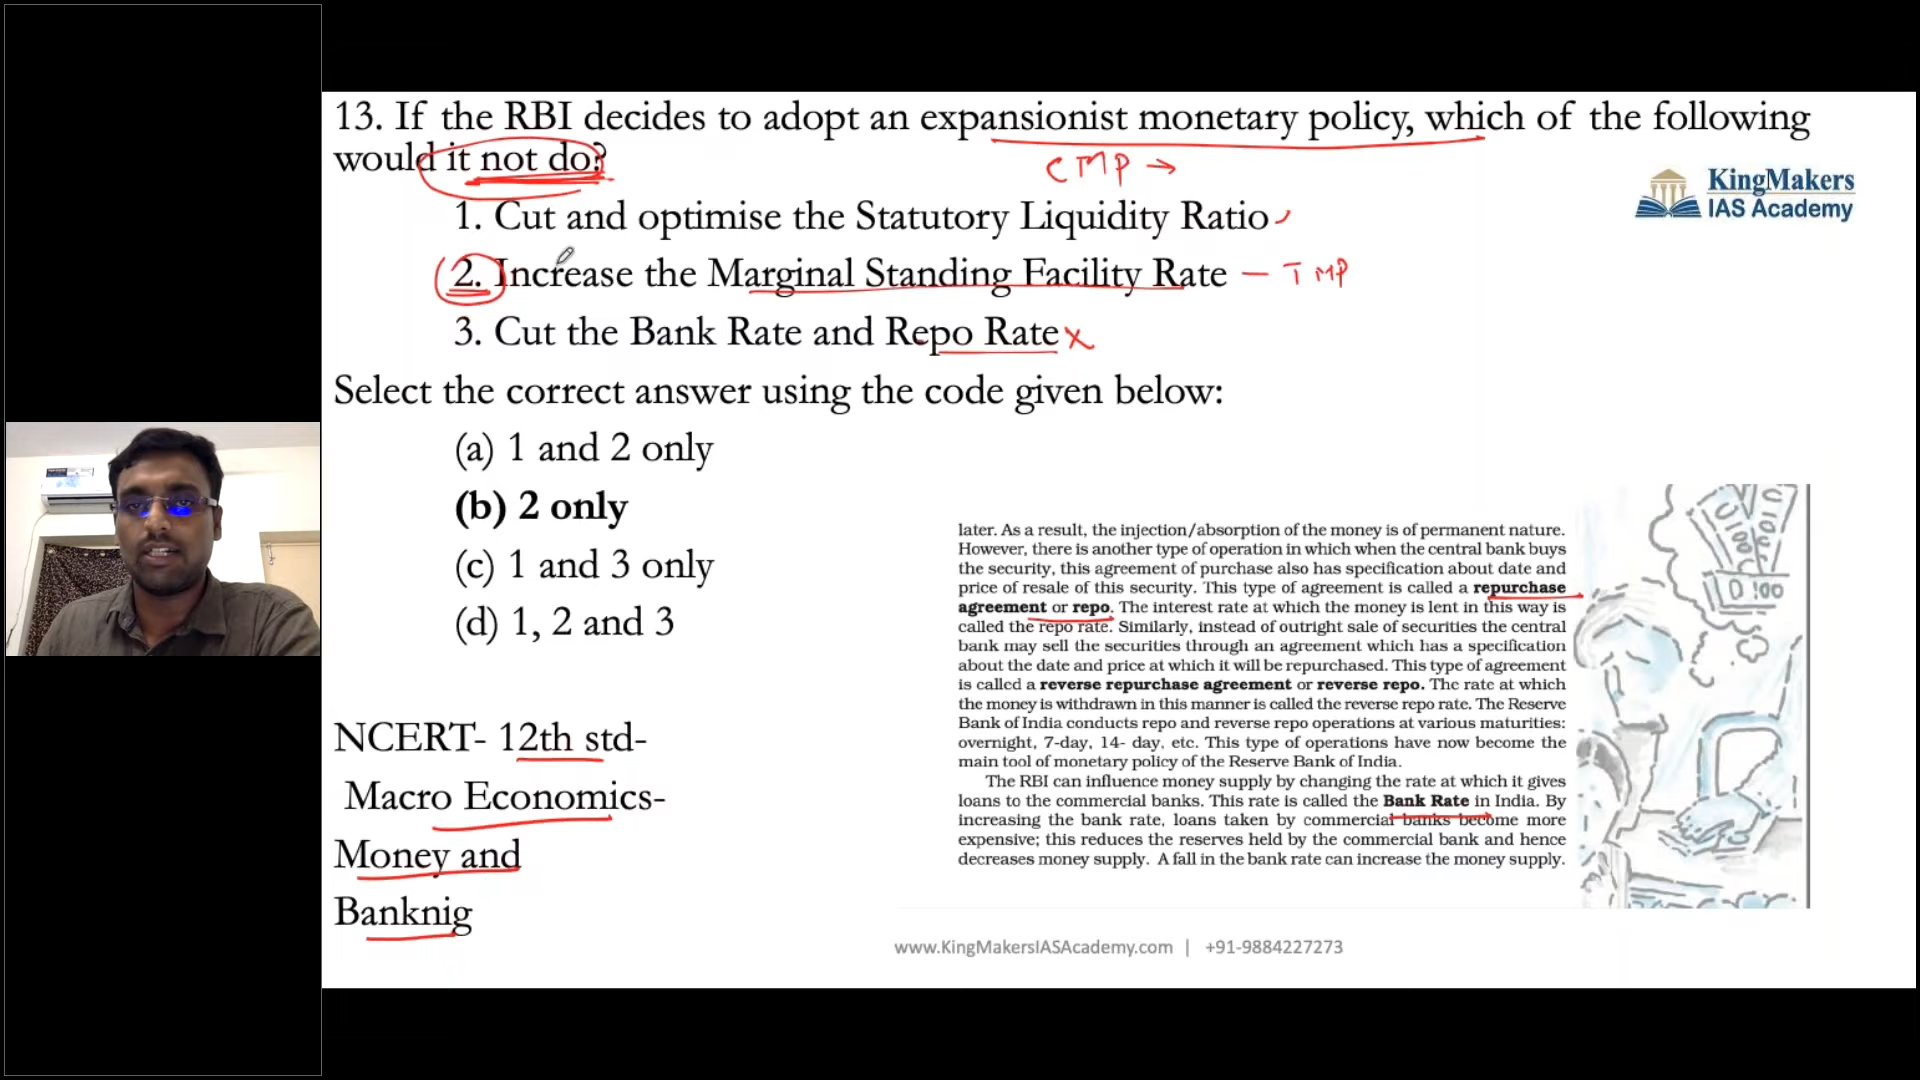 13. If the RBI decides to adopt an expansionist monetary policy, which of the following
would it not do?
CMP →
KingMakers
IAS Academy
1. Cut and optimise the Statutory Liquidity Ratio
2. Increase the Marginal Standing Facility Rate – TMP
3. Cut the Bank Rate and Repo Rate x
Select the correct answer using the code given below:
(a) 1 and 2 only
(b) 2 only
(c) 1 and 3 only
(d) 1, 2 and 3
NCERT- 12th std-
Macro Economics-
Money and
Banknig
later. As a result, the injection/absorption of the money is of permanent nature.
However, there is another type of operation in which when the central bank buys
the security, this agreement of purchase also has specification about date and
price of resale of this security. This type of agreement is called a repurchase
agreement or repo. The interest rate at which the money is lent in this way is
called the repo rate. Similarly, instead of outright sale of securities the central
bank may sell the securities through an agreement which has a specification
about the date and price at which it will be repurchased. This type of agreement
is called a reverse repurchase agreement or reverse repo. The rate at which
the money is withdrawn in this manner is called the reverse repo rate. The Reserve
Bank of India conducts repo and reverse repo operations at various maturities:
overnight, 7-day, 14- day, etc. This type of operations have now become the
main tool of monetary policy of the Reserve Bank of India.
The RBI can influence money supply by changing the rate at which it gives
loans to the commercial banks. This rate is called the Bank Rate in India. By
increasing the bank rate, loans taken by commercial banks become more
expensive; this reduces the reserves held by the commercial bank and hence
decreases money supply. A fall in the bank rate can increase the money supply.
www.KingMakersIASAcademy.com | +91-9884227273